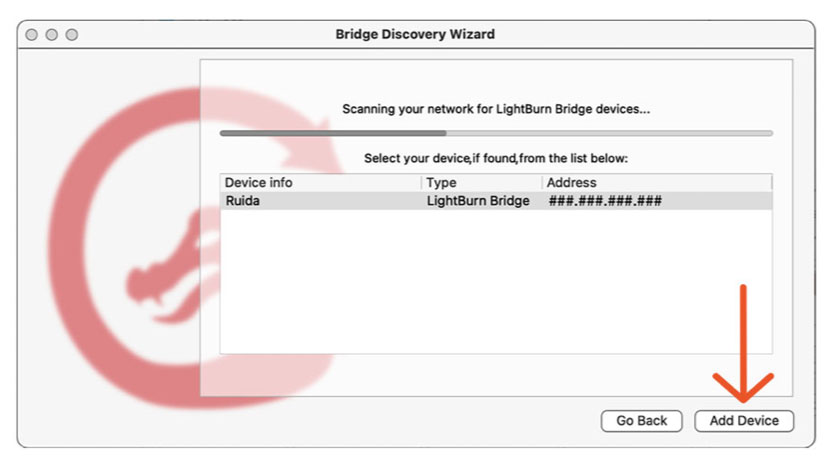 Bridge Discovery Wizard
Scanning your network for LightBurn Bridge devices...
Select your device,if found,from the list below:
Device info Type Address
Ruida LightBurn Bridge ###.###.###.###
Go Back Add Device